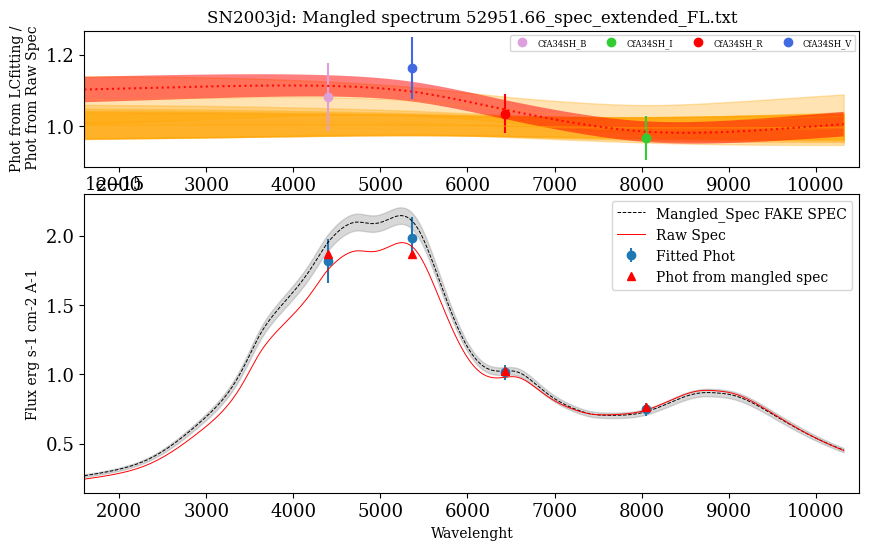 SN2003jd: Mangled spectrum 52951.66_spec_extended_FL.txt
Phot from LCfitting /
Phot from Raw Spec
1.2
1.0
CfA34SH_B CfA34SH_I CfA34SH_R CfA34SH_V
2000 3000 4000 5000 6000 7000 8000 9000 10000
1e−15
Flux erg s-1 cm-2 A-1
2.0
1.5
1.0
0.5
Mangled_Spec FAKE SPEC
Raw Spec
Fitted Phot
Phot from mangled spec
2000 3000 4000 5000 6000 7000 8000 9000 10000
Wavelenght